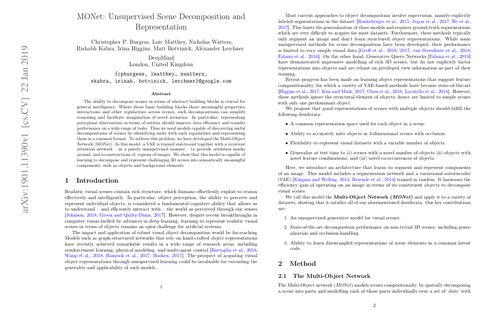 arXiv:1901.11390v1 [cs.CV] 22 Jan 2019
MONet: Unsupervised Scene Decomposition and
Representation
Christopher P. Burgess, Loic Matthey, Nicholas Watters,
Rishabh Kabra, Irina Higgins, Matt Botvinick, Alexander Lerchner
DeepMind
London, United Kingdom
{cpburgess, lmatthey, nwatters,
rkabra, irinah, botvinick, lerchner}@google.com
Abstract
The ability to decompose scenes in terms of abstract building blocks is crucial for
general intelligence. Where those basic building blocks share meaningful properties,
interactions and other regularities across scenes, such decompositions can simplify
reasoning and facilitate imagination of novel scenarios. In particular, representing
perceptual observations in terms of entities should improve data efficiency and transfer
performance on a wide range of tasks. Thus we need models capable of discovering useful
decompositions of scenes by identifying units with such regularities and representing
them in a common format. To address this problem, we have developed the Multi-Object
Network (MONet). In this model, a VAE is trained end-to-end together with a recurrent
attention network – in a purely unsupervised manner – to provide attention masks
around, and reconstructions of, regions of images. We show that this model is capable of
learning to decompose and represent challenging 3D scenes into semantically meaningful
components, such as objects and background elements.
1 Introduction
Realistic visual scenes contain rich structure, which humans effortlessly exploit to reason
effectively and intelligently. In particular, object perception, the ability to perceive and
represent individual objects, is considered a fundamental cognitive ability that allows us
to understand – and efficiently interact with – the world as perceived through our senses
[Johnson, 2018, Green and Quilty-Dunn, 2017]. However, despite recent breakthroughs in
computer vision fuelled by advances in deep learning, learning to represent realistic visual
scenes in terms of objects remains an open challenge for artificial systems.
The impact and application of robust visual object decomposition would be far-reaching.
Models such as graph-structured networks that rely on hand-crafted object representations
have recently achieved remarkable results in a wide range of research areas, including
reinforcement learning, physical modeling, and multi-agent control [Battaglia et al., 2018,
Wang et al., 2018, Hamrick et al., 2017, Hoshen, 2017]. The prospect of acquiring visual
object representations through unsupervised learning could be invaluable for extending the
generality and applicability of such models.
1
Most current approaches to object decomposition involve supervision, namely explicitly
labeled segmentations in the dataset [Ronneberger et al., 2015, Jégou et al., 2017, He et al.,
2017]. This limits the generalization of these models and requires ground-truth segmentations,
which are very difficult to acquire for most datasets. Furthermore, these methods typically
only segment an image and don't learn structured object representations. While some
unsupervised methods for scene decomposition have been developed, their performance
is limited to very simple visual data [Greff et al., 2016, 2017, van Steenkiste et al., 2018,
Eslami et al., 2016]. On the other hand, Generative Query Networks [Eslami et al., 2018]
have demonstrated impressive modelling of rich 3D scenes, but do not explicitly factor
representations into objects and are reliant on privileged view information as part of their
training.
Recent progress has been made on learning object representations that support feature
compositionality, for which a variety of VAE-based methods have become state-of-the-art
[Higgins et al., 2017, Kim and Mnih, 2017, Chen et al., 2016, Locatello et al., 2018]. However,
these methods ignore the structural element of objects, hence are limited to simple scenes
with only one predominant object.
We propose that good representations of scenes with multiple objects should fulfill the
following desiderata:
• A common representation space used for each object in a scene.
• Ability to accurately infer objects in 3-dimensional scenes with occlusion.
• Flexibility to represent visual datasets with a variable number of objects.
• Generalise at test time to (i) scenes with a novel number of objects (ii) objects with
novel feature combinations, and (iii) novel co-occurrences of objects.
Here, we introduce an architecture that learns to segment and represent components
of an image. This model includes a segmentation network and a variational autoencoder
(VAE) [Kingma and Welling, 2014, Rezende et al., 2014] trained in tandem. It harnesses the
efficiency gain of operating on an image in terms of its constituent objects to decompose
visual scenes.
We call this model the Multi-Object Network (MONet) and apply it to a variety of
datasets, showing that it satisfies all of our aforementioned desiderata. Our key contributions
are:
1. An unsupervised generative model for visual scenes.
2. State-of-the-art decomposition performance on non-trivial 3D scenes, including gener-
alisation and occlusion-handling.
3. Ability to learn disentangled representations of scene elements in a common latent
code.
2 Method
2.1 The Multi-Object Network
The Multi-Object network (MONet) models scenes compositionally, by spatially decomposing
a scene into parts and modelling each of those parts individually over a set of 'slots' with
2